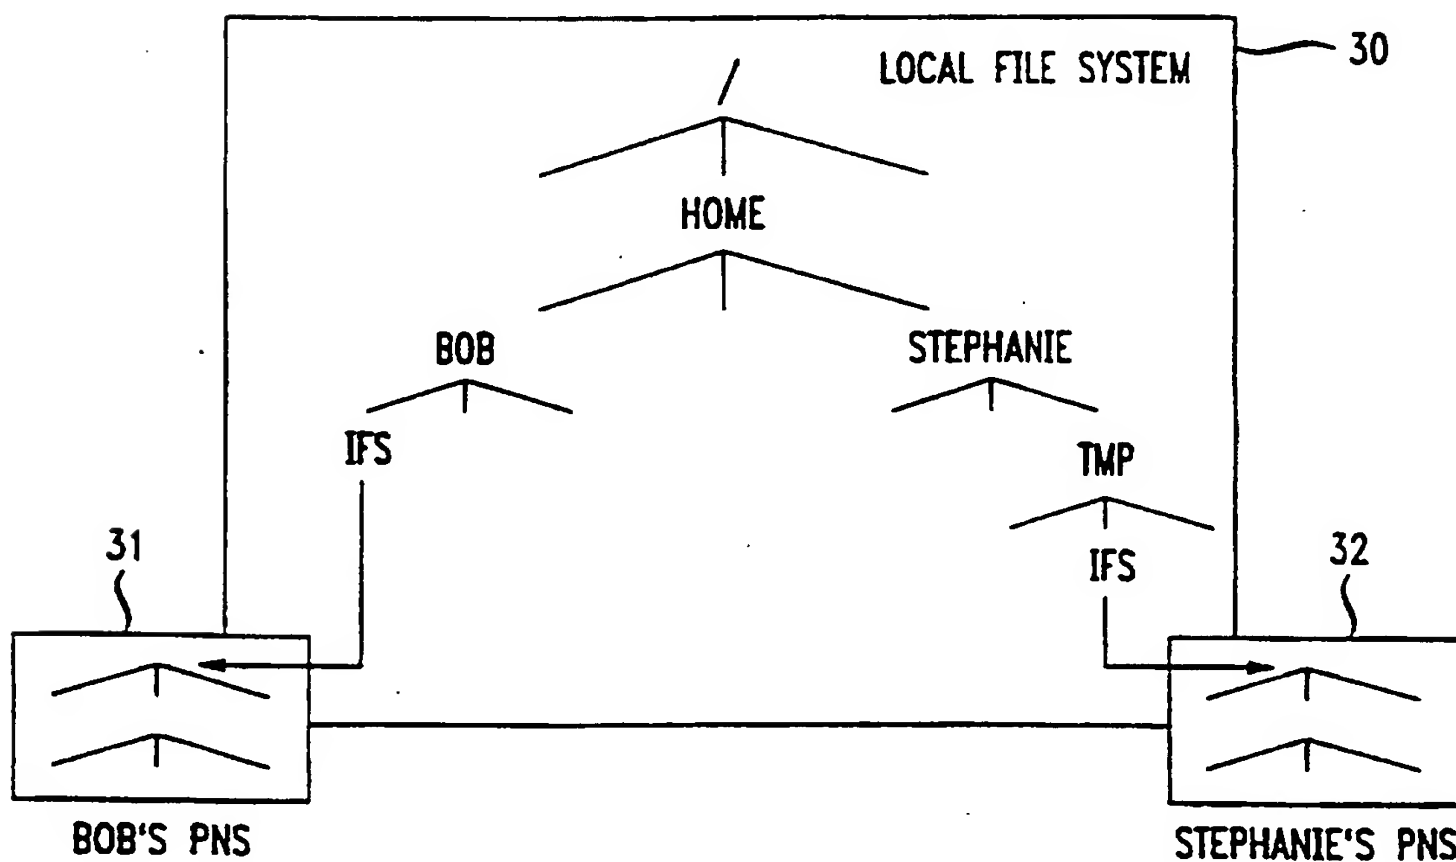 /
LOCAL FILE SYSTEM
30
HOME
BOB
STEPHANIE
IFS
TMP
31
IFS
32
BOB'S PNS
STEPHANIE'S PNS